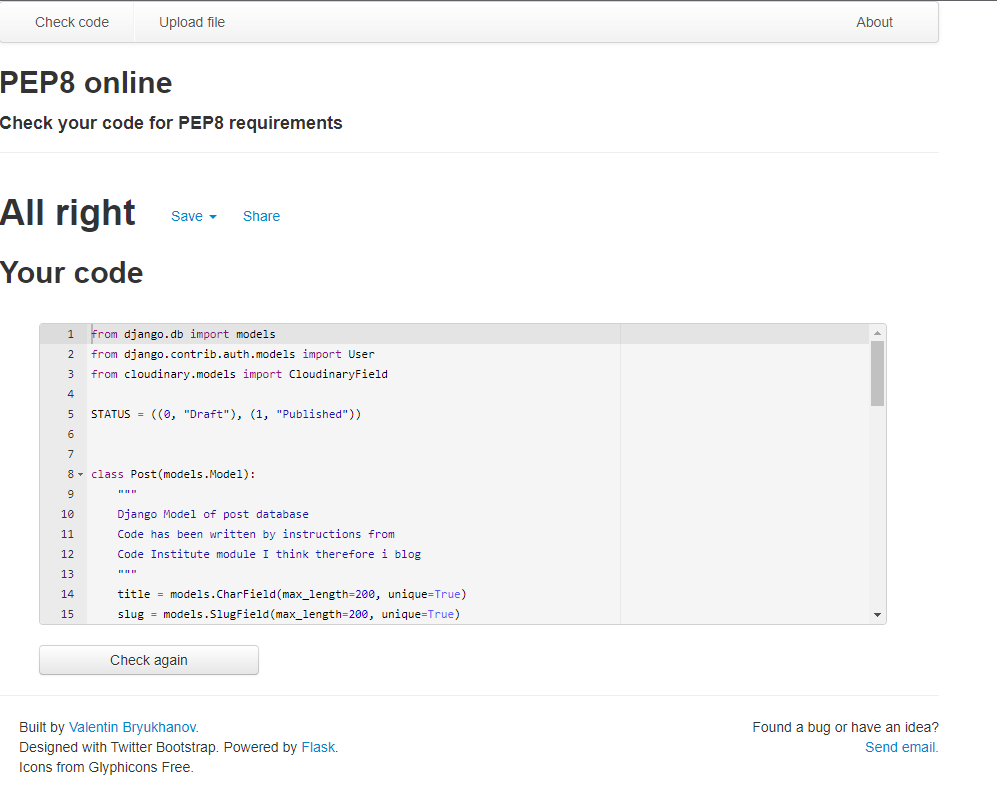 Check code Upload file About
PEP8 online
Check your code for PEP8 requirements
All right Save Share
Your code
1 from django.db import models
2 from django.contrib.auth.models import User
3 from cloudinary.models import CloudinaryField
4
5 STATUS = ((0, "Draft"), (1, "Published"))
6
7
8 class Post(models.Model):
9 """
10 Django Model of post database
11 Code has been written by instructions from
12 Code Institute module I think therefore i blog
13 """
14 title = models.CharField(max_length=200, unique=True)
15 slug = models.SlugField(max_length=200, unique=True)
Check again
Built by Valentin Bryukhanov.
Designed with Twitter Bootstrap. Powered by Flask.
Icons from Glyphicons Free.
Found a bug or have an idea?
Send email.